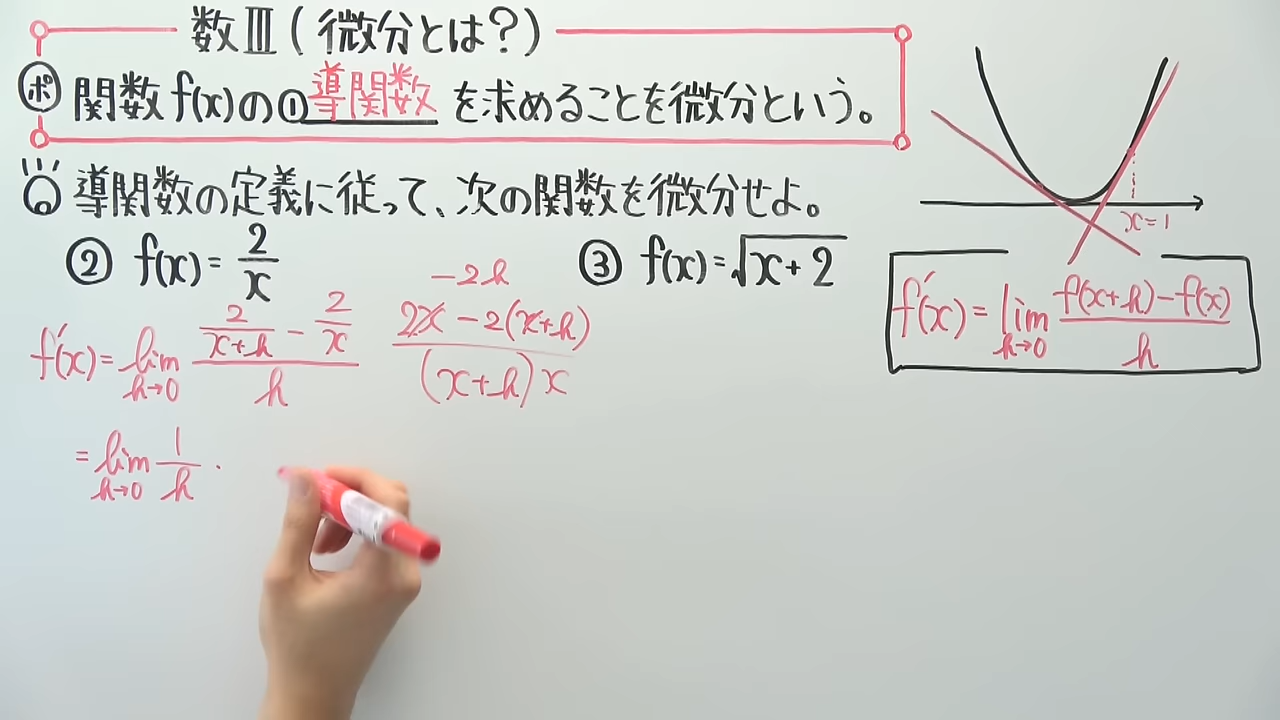 数Ⅲ(微分とは?)
ポ 関数f(x)の①導関数を求めることを微分という。
導関数の定義に従って、次の関数を微分せよ。
② f(x)=2/x
③ f(x)=√(x+2)
x=1
f'(x)=lim h→0 (f(x+h)-f(x))/h
f'(x)=lim h→0 (2/(x+h) - 2/x)/h
-2h
(2x-2(x+h))/((x+h)x)
=lim h→0 1/h ·